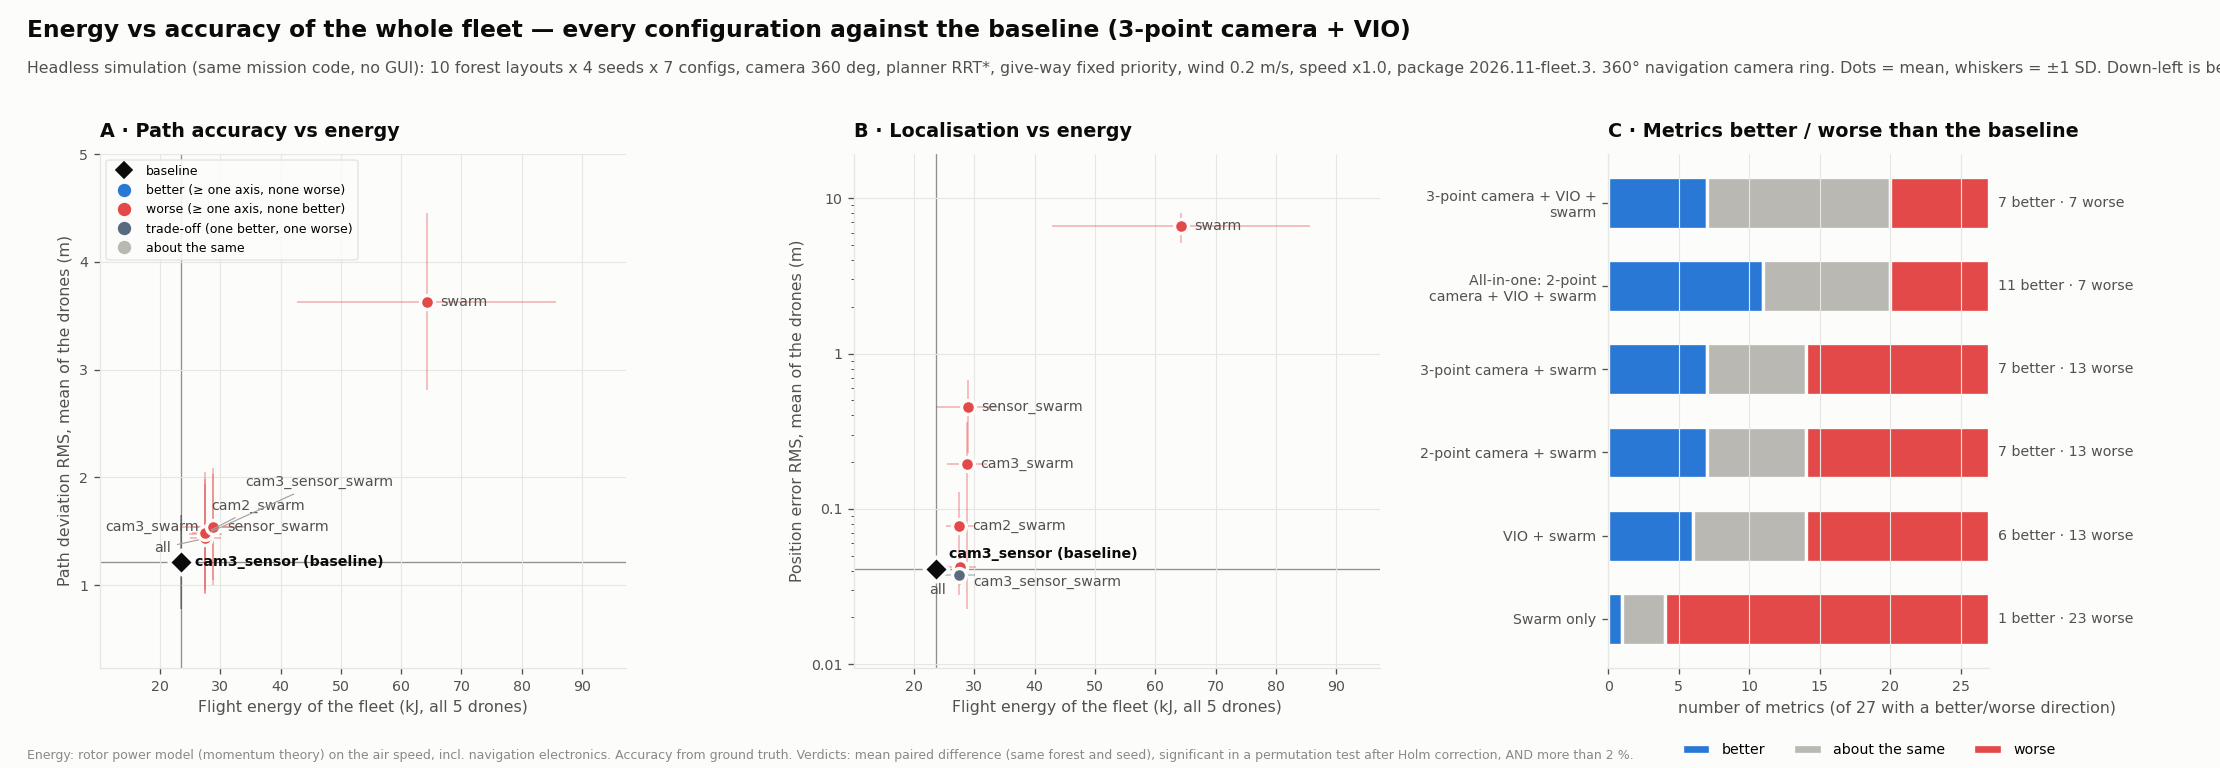 Energy vs accuracy of the whole fleet — every configuration against the baseline (3-point camera + VIO)
Headless simulation (same mission code, no GUI): 10 forest layouts x 4 seeds x 7 configs, camera 360 deg, planner RRT*, give-way fixed priority, wind 0.2 m/s, speed x1.0, package 2026.11-fleet.3. 360° navigation camera ring. Dots = mean, whiskers = ±1 SD. Down-left is
A · Path accuracy vs energy
baseline
better (≥ one axis, none worse)
worse (≥ one axis, none better)
trade-off (one better, one worse)
about the same
5
4
3
2
1
Path deviation RMS, mean of the drones (m)
swarm
cam3_sensor_swarm
cam2_swarm
cam3_swarm
sensor_swarm
all
cam3_sensor (baseline)
20 30 40 50 60 70 80 90
Flight energy of the fleet (kJ, all 5 drones)
B · Localisation vs energy
10
1
0.1
0.01
Position error RMS, mean of the drones (m)
swarm
sensor_swarm
cam3_swarm
cam2_swarm
cam3_sensor (baseline)
cam3_sensor_swarm
all
20 30 40 50 60 70 80 90
Flight energy of the fleet (kJ, all 5 drones)
C · Metrics better / worse than the baseline
3-point camera + VIO +
swarm
7 better · 7 worse
All-in-one: 2-point
camera + VIO + swarm
11 better · 7 worse
3-point camera + swarm
7 better · 13 worse
2-point camera + swarm
7 better · 13 worse
VIO + swarm
6 better · 13 worse
Swarm only
1 better · 23 worse
0 5 10 15 20 25
number of metrics (of 27 with a better/worse direction)
better
about the same
worse
Energy: rotor power model (momentum theory) on the air speed, incl. navigation electronics. Accuracy from ground truth. Verdicts: mean paired difference (same forest and seed), significant in a permutation test after Holm correction, AND more than 2 %.